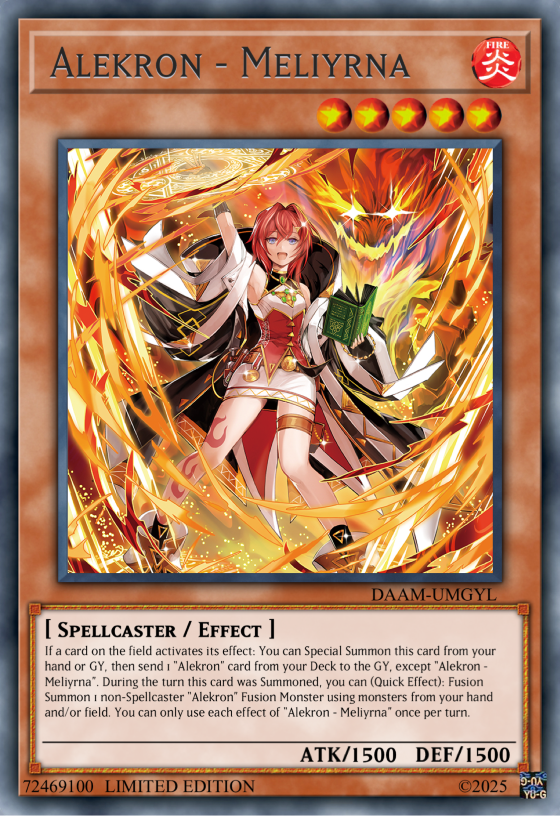 Alekron - Meliyrna
FIRE
炎
DAAM-UMGYL
[ Spellcaster / Effect ]
If a card on the field activates its effect: You can Special Summon this card from your
hand or GY, then send 1 "Alekron" card from your Deck to the GY, except "Alekron -
Meliyrna". During the turn this card was Summoned, you can (Quick Effect): Fusion
Summon 1 non-Spellcaster "Alekron" Fusion Monster using monsters from your hand
and/or field. You can only use each effect of "Alekron - Meliyrna" once per turn.
ATK/1500 DEF/1500
72469100 LIMITED EDITION ©2025